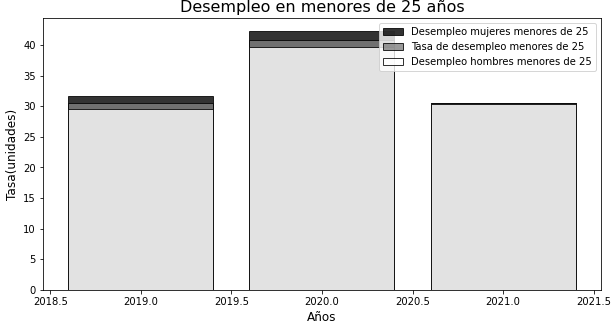 Desempleo en menores de 25 años
Desempleo mujeres menores de 25
Tasa de desempleo menores de 25
Desempleo hombres menores de 25
Tasa(unidades)
40
35
30
25
20
15
10
5
0
2018.5 2019.0 2019.5 2020.0 2020.5 2021.0 2021.5
Años